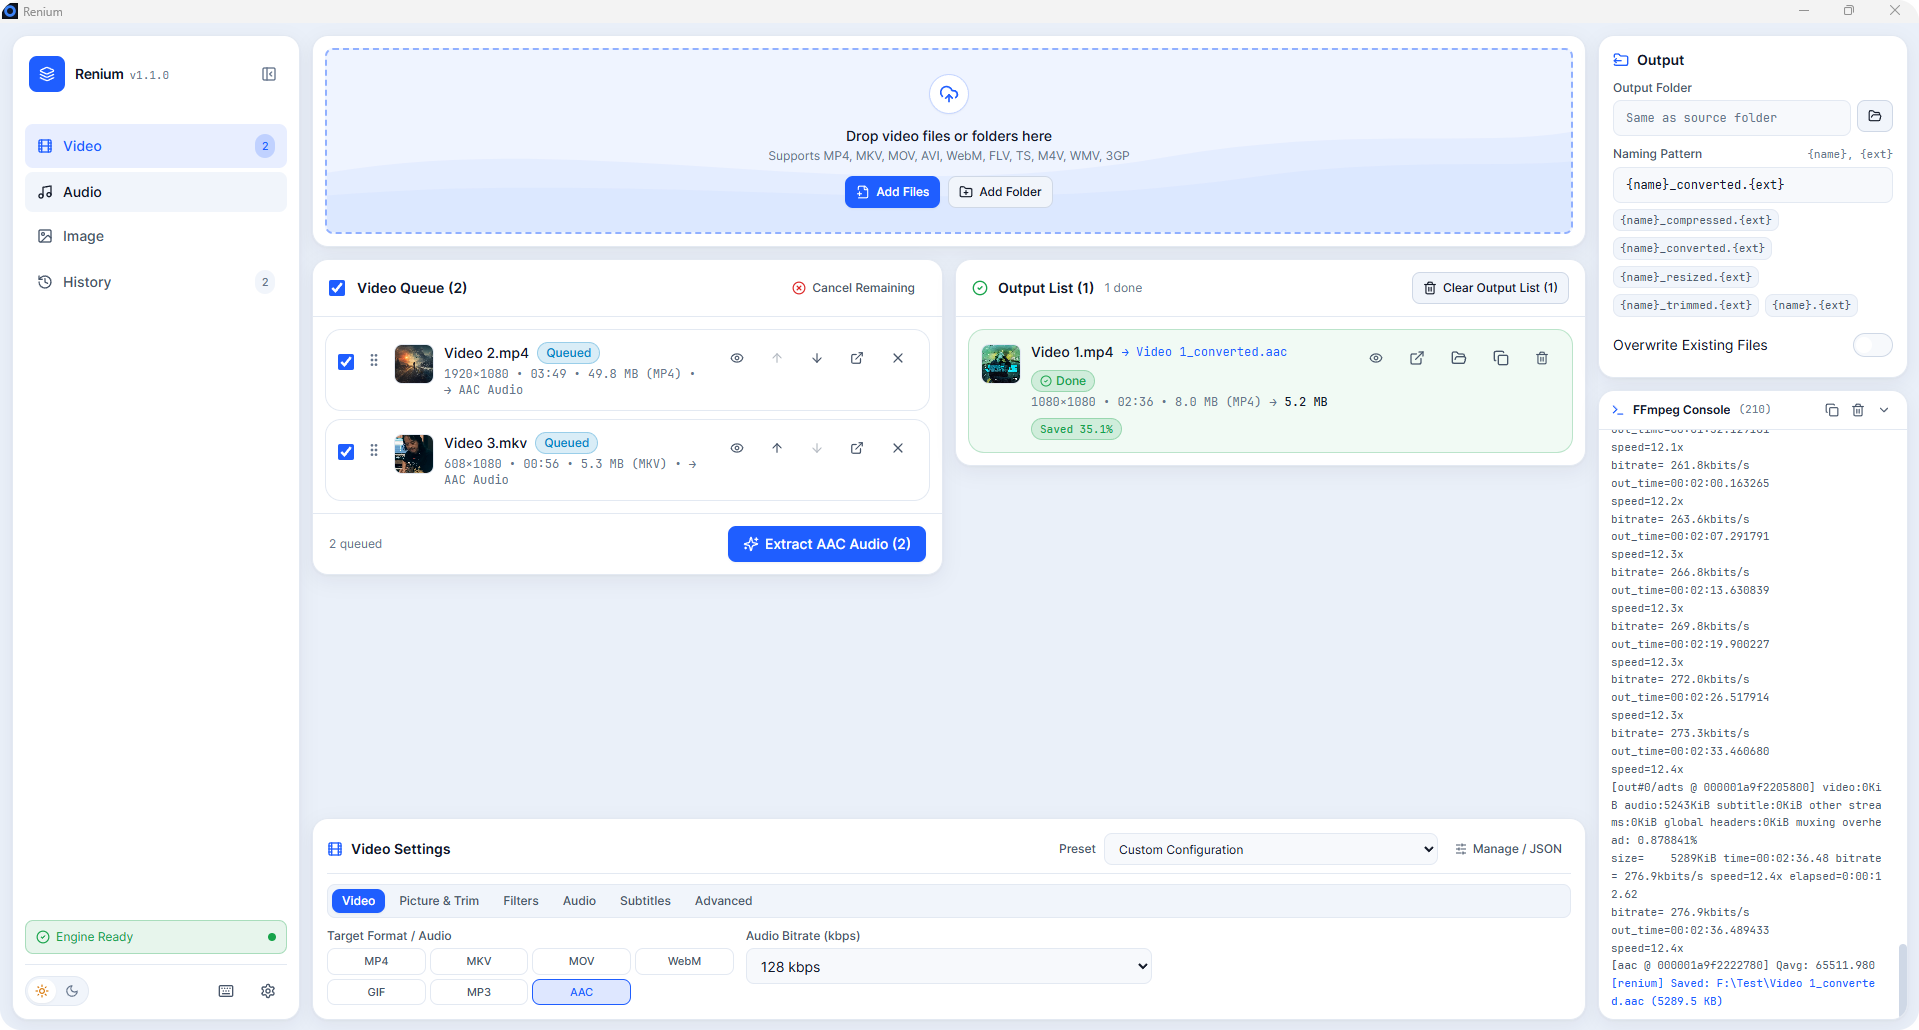 Renium
Renium v1.1.0
Video 2
Audio
Image
History 2
Engine Ready
Drop video files or folders here
Supports MP4, MKV, MOV, AVI, WebM, FLV, TS, M4V, WMV, 3GP
Add Files
Add Folder
Video Queue (2)
Cancel Remaining
Video 2.mp4 Queued
1920×1080 • 03:49 • 49.8 MB (MP4) •
→ AAC Audio
Video 3.mkv Queued
608×1080 • 00:56 • 5.3 MB (MKV) • →
AAC Audio
2 queued
Extract AAC Audio (2)
Output List (1) 1 done
Clear Output List (1)
Video 1.mp4 → Video 1_converted.aac
Done
1080×1080 • 02:36 • 8.0 MB (MP4) → 5.2 MB
Saved 35.1%
Video Settings
Preset
Custom Configuration
Manage / JSON
Video
Picture & Trim
Filters
Audio
Subtitles
Advanced
Target Format / Audio
MP4
MKV
MOV
WebM
GIF
MP3
AAC
Audio Bitrate (kbps)
128 kbps
Output
Output Folder
Same as source folder
Naming Pattern {name}, {ext}
{name}_converted.{ext}
{name}_compressed.{ext}
{name}_converted.{ext}
{name}_resized.{ext}
{name}_trimmed.{ext} {name}.{ext}
Overwrite Existing Files
FFmpeg Console (210)
speed=12.1x
bitrate= 261.8kbits/s
out_time=00:02:00.163265
speed=12.2x
bitrate= 263.6kbits/s
out_time=00:02:07.291791
speed=12.3x
bitrate= 266.8kbits/s
out_time=00:02:13.630839
speed=12.3x
bitrate= 269.8kbits/s
out_time=00:02:19.900227
speed=12.3x
bitrate= 272.0kbits/s
out_time=00:02:26.517914
speed=12.3x
bitrate= 273.3kbits/s
out_time=00:02:33.460680
speed=12.4x
[out#0/adts @ 000001a9f2205800] video:0Ki
B audio:5243KiB subtitle:0KiB other strea
ms:0KiB global headers:0KiB muxing overhe
ad: 0.878841%
size=    5289KiB time=00:02:36.48 bitrate
= 276.9kbits/s speed=12.4x elapsed=0:00:1
2.62
bitrate= 276.9kbits/s
out_time=00:02:36.489433
speed=12.4x
[aac @ 000001a9f2222780] Qavg: 65511.980
[renium] Saved: F:\Test\Video 1_converte
d.aac (5289.5 KB)